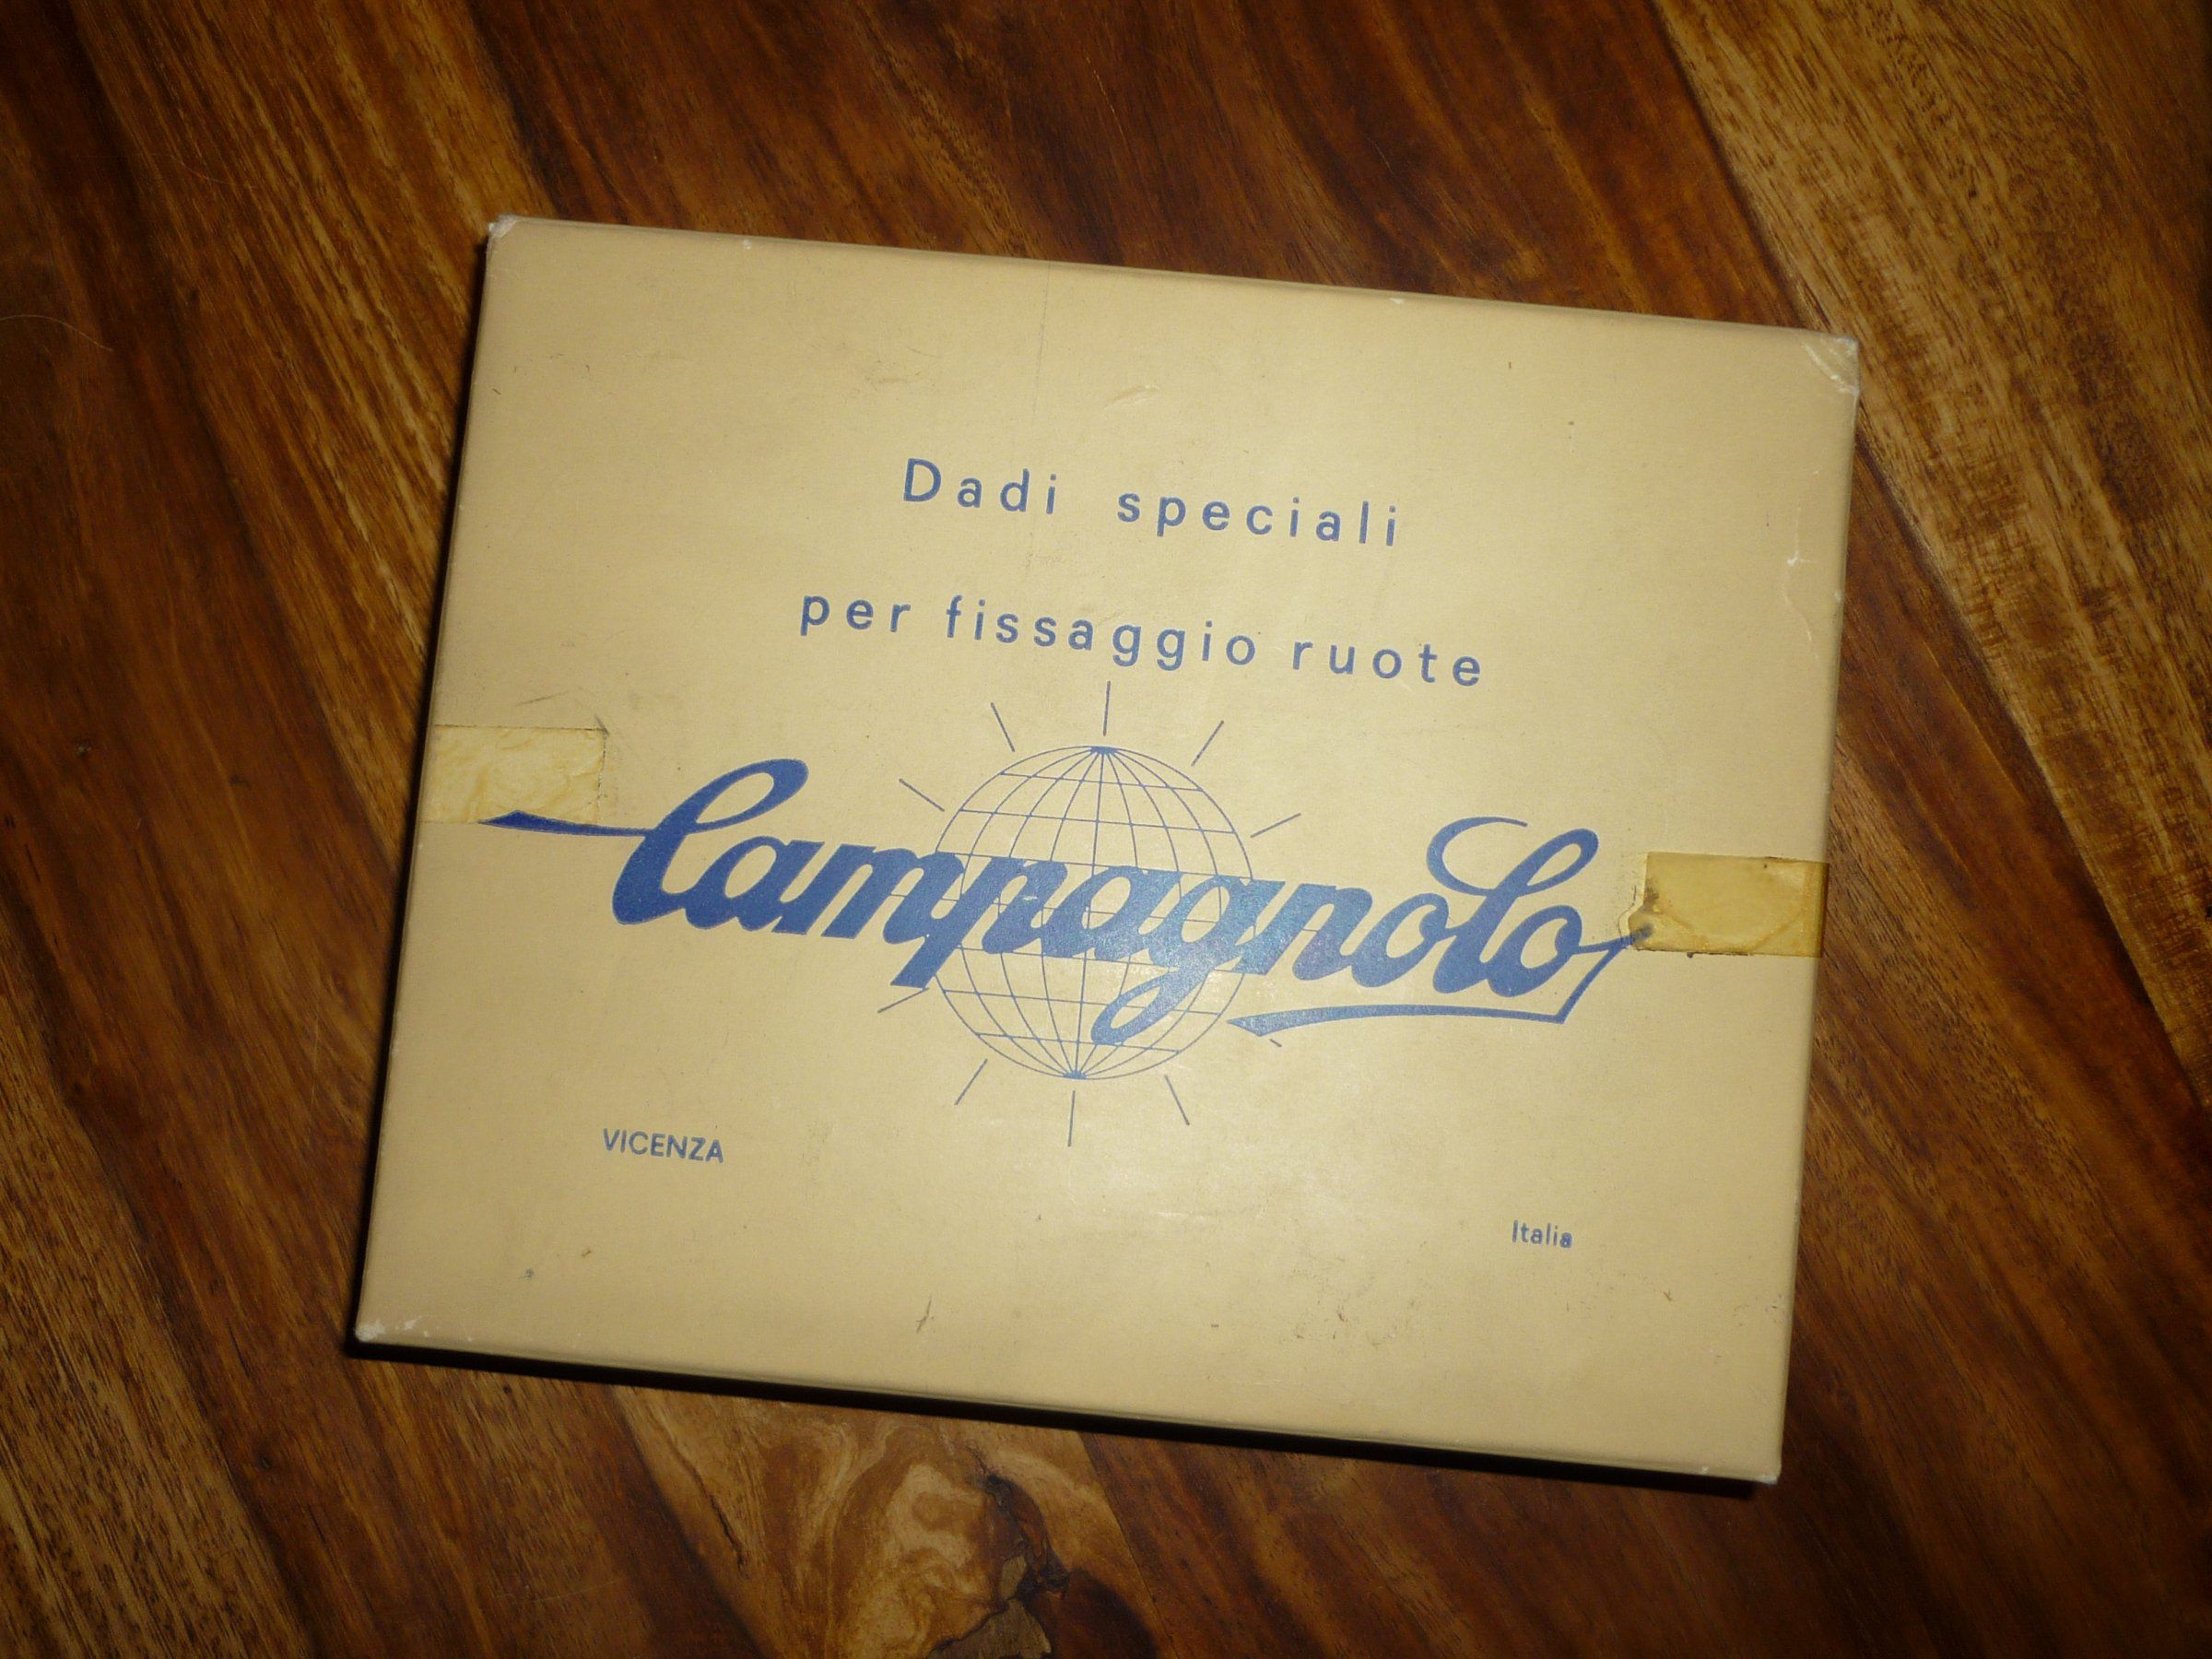 Dadi speciali
per fissaggio ruote
Campagnolo
VICENZA
Italia